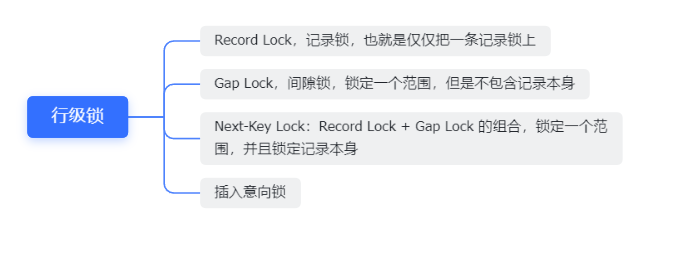 行级锁
Record Lock，记录锁，也就是仅仅把一条记录锁上
Gap Lock，间隙锁，锁定一个范围，但是不包含记录本身
Next-Key Lock：Record Lock + Gap Lock 的组合，锁定一个范
围，并且锁定记录本身
插入意向锁